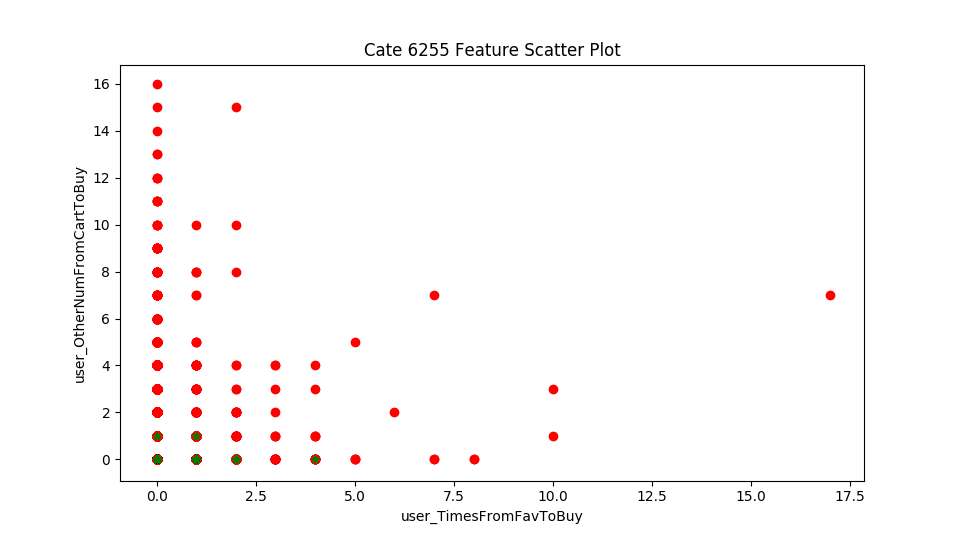 Cate 6255 Feature Scatter Plot
16
14
12
10
8
6
4
2
0
user_OtherNumFromCartToBuy
0.0 2.5 5.0 7.5 10.0 12.5 15.0 17.5
user_TimesFromFavToBuy